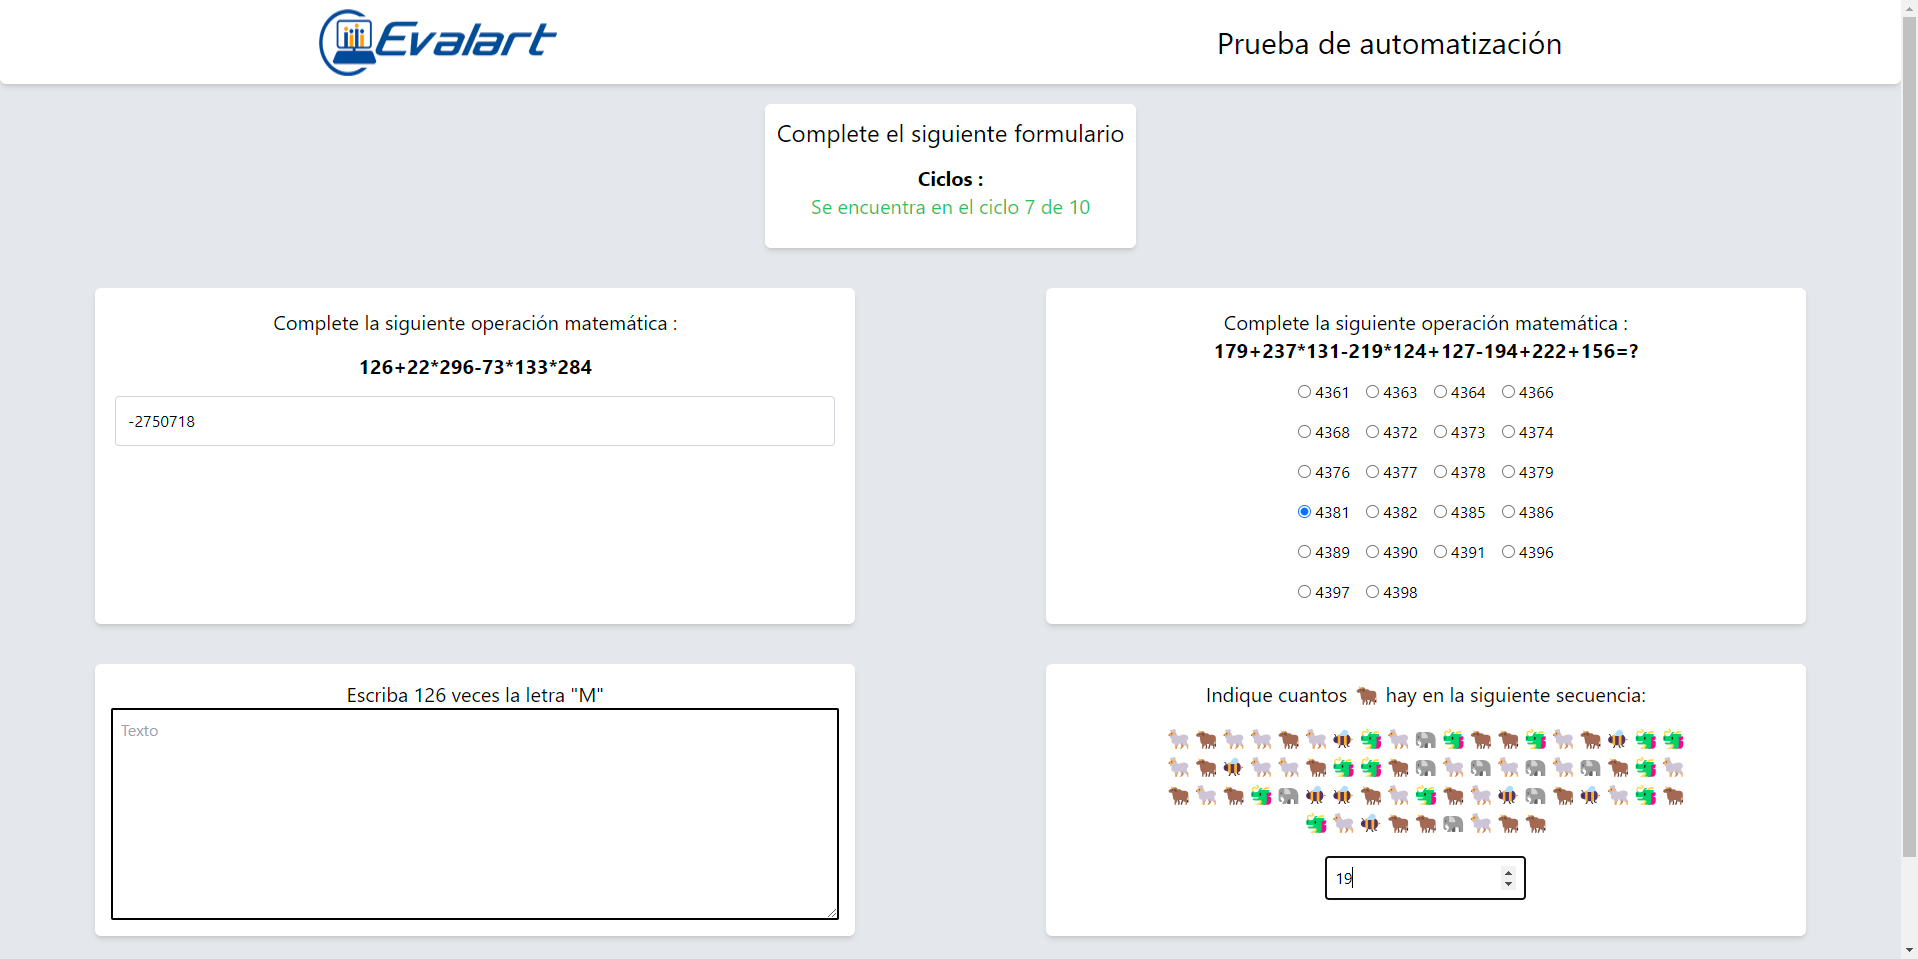 Evalart
Prueba de automatización
Complete el siguiente formulario
Ciclos :
Se encuentra en el ciclo 7 de 10
Complete la siguiente operación matemática :
126+22*296-73*133*284
-2750718
Complete la siguiente operación matemática :
179+237*131-219*124+127-194+222+156=?
4361 4363 4364 4366
4368 4372 4373 4374
4376 4377 4378 4379
4381 4382 4385 4386
4389 4390 4391 4396
4397 4398
Escriba 126 veces la letra "M"
Texto
Indique cuantos 🐂 hay en la siguiente secuencia:
19